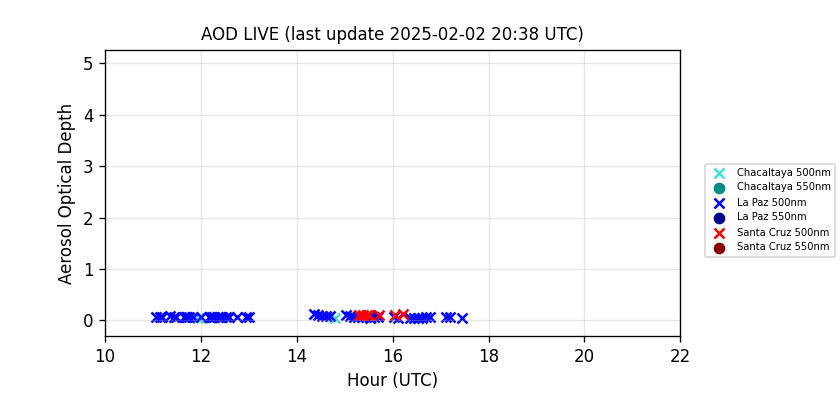 AOD LIVE (last update 2025-02-02 20:38 UTC)
5
4
3
2
1
0
Aerosol Optical Depth
10 12 14 16 18 20 22
Hour (UTC)
Chacaltaya 500nm
Chacaltaya 550nm
La Paz 500nm
La Paz 550nm
Santa Cruz 500nm
Santa Cruz 550nm